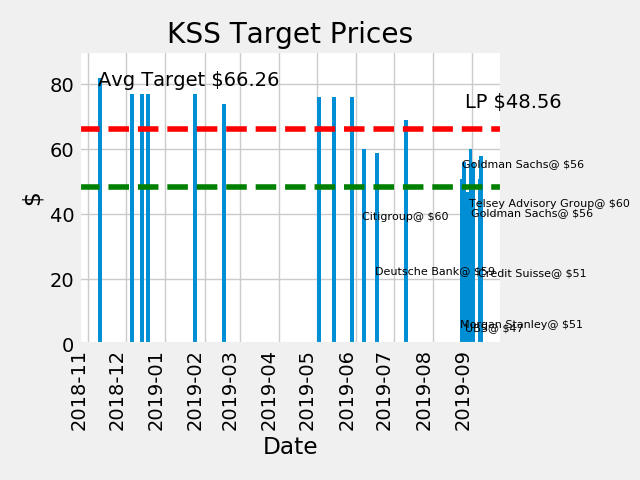 KSS Target Prices
Avg Target $66.26
LP $48.56
Goldman Sachs@ $56
Telsey Advisory Group@ $60
Goldman Sachs@ $56
Citigroup@ $60
Deutsche Bank@ $59
Credit Suisse@ $51
Morgan Stanley@ $51
UBS@ $47
$
80
60
40
20
0
2018-11
2018-12
2019-01
2019-02
2019-03
2019-04
2019-05
2019-06
2019-07
2019-08
2019-09
Date